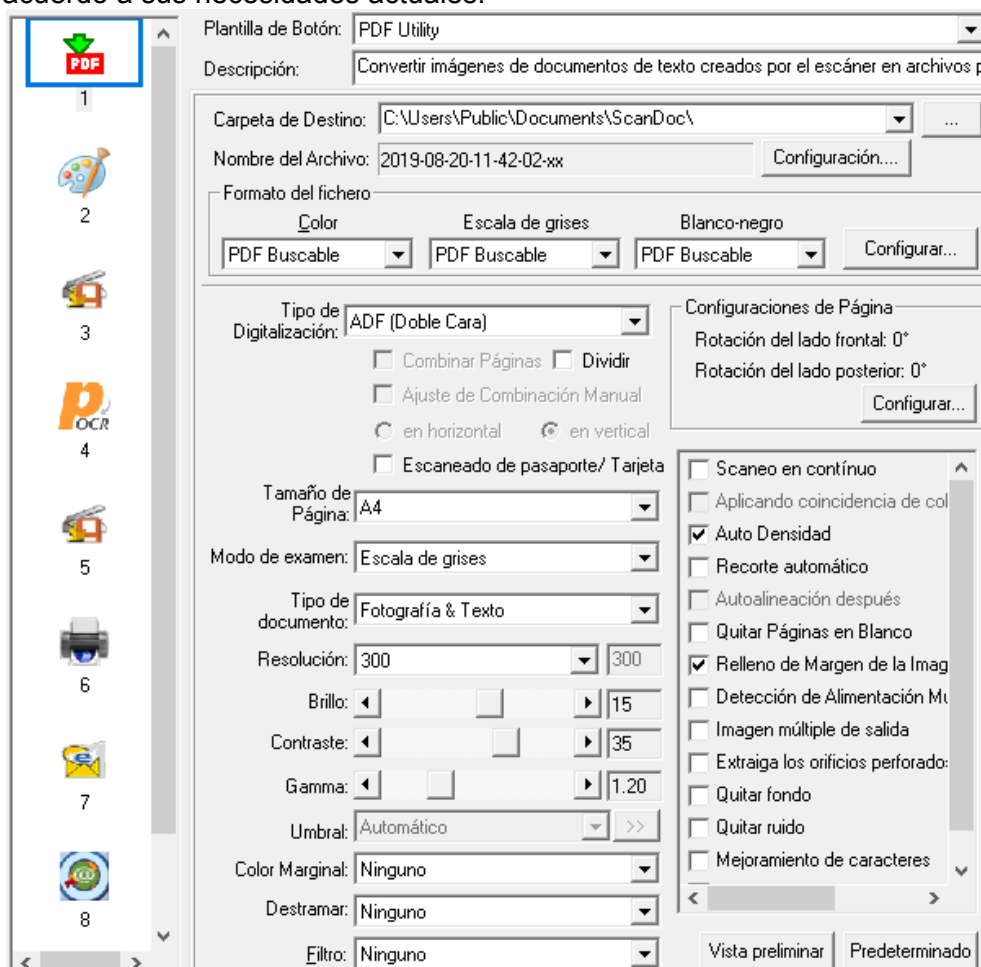 acuerdo a sus necesidades actuales.
Plantilla de Botón: PDF Utility
Descripción: Convertir imágenes de documentos de texto creados por el escáner en archivos
PDF
1
2
3
OCR
4
5
6
7
8
Carpeta de Destino: C:\Users\Public\Documents\ScanDoc\ ...
Nombre del Archivo: 2019-08-20-11-42-02-xx Configuración....
Formato del fichero
Color Escala de grises Blanco-negro
PDF Buscable PDF Buscable PDF Buscable Configurar...
Tipo de Digitalización: ADF (Doble Cara)
Combinar Páginas Dividir
Ajuste de Combinación Manual
en horizontal en vertical
Escaneado de pasaporte/ Tarjeta
Tamaño de Página: A4
Modo de examen: Escala de grises
Tipo de documento: Fotografía & Texto
Resolución: 300 300
Brillo: 15
Contraste: 35
Gamma: 1.20
Umbral: Automático >>
Color Marginal: Ninguno
Destramar: Ninguno
Filtro: Ninguno
Configuraciones de Página
Rotación del lado frontal: 0°
Rotación del lado posterior: 0°
Configurar...
Scaneo en contínuo
Aplicando coincidencia de col
Auto Densidad
Recorte automático
Autoalineación después
Quitar Páginas en Blanco
Relleno de Margen de la Imag
Detección de Alimentación Mu
Imagen múltiple de salida
Extraiga los orificios perforado
Quitar fondo
Quitar ruido
Mejoramiento de caracteres
Vista preliminar Predeterminado